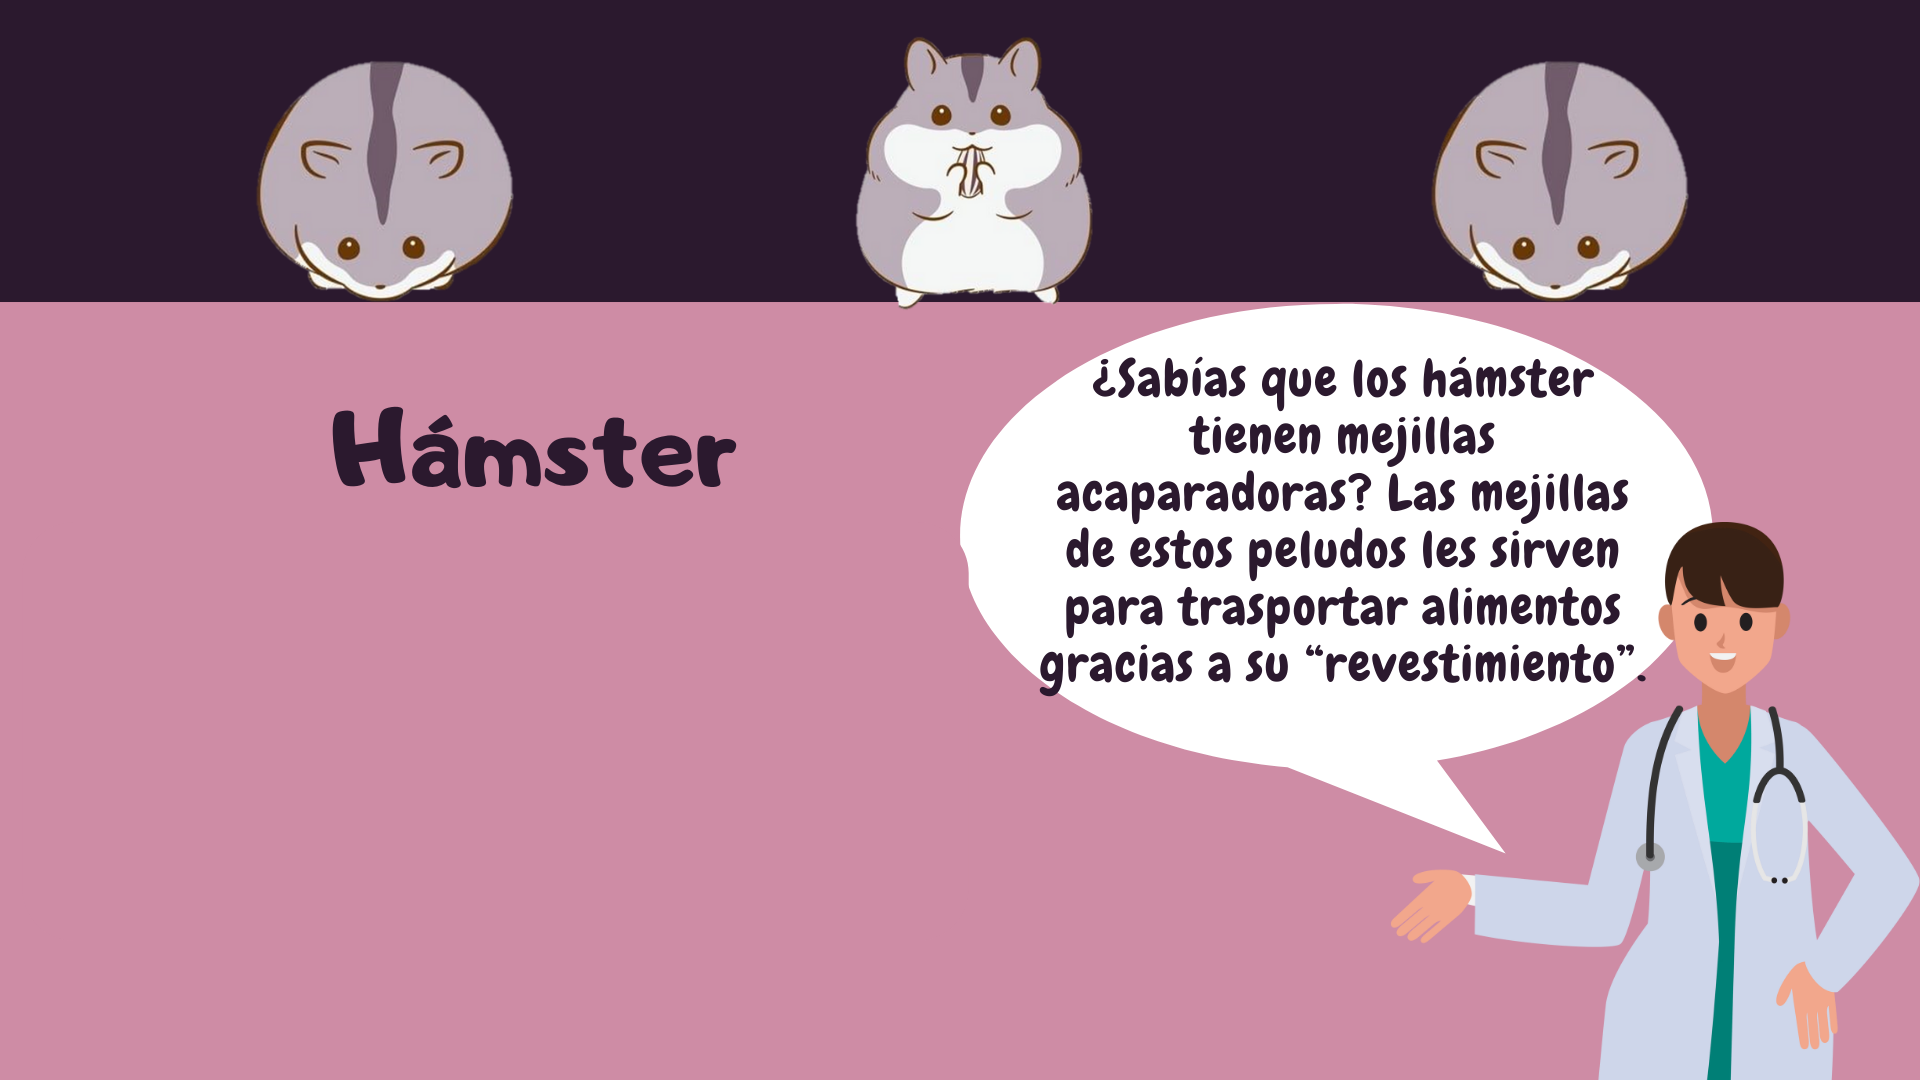 Hámster
¿Sabías que los hámster
tienen mejillas
acaparadoras? Las mejillas
de estos peludos les sirven
para trasportar alimentos
gracias a su “revestimiento”.